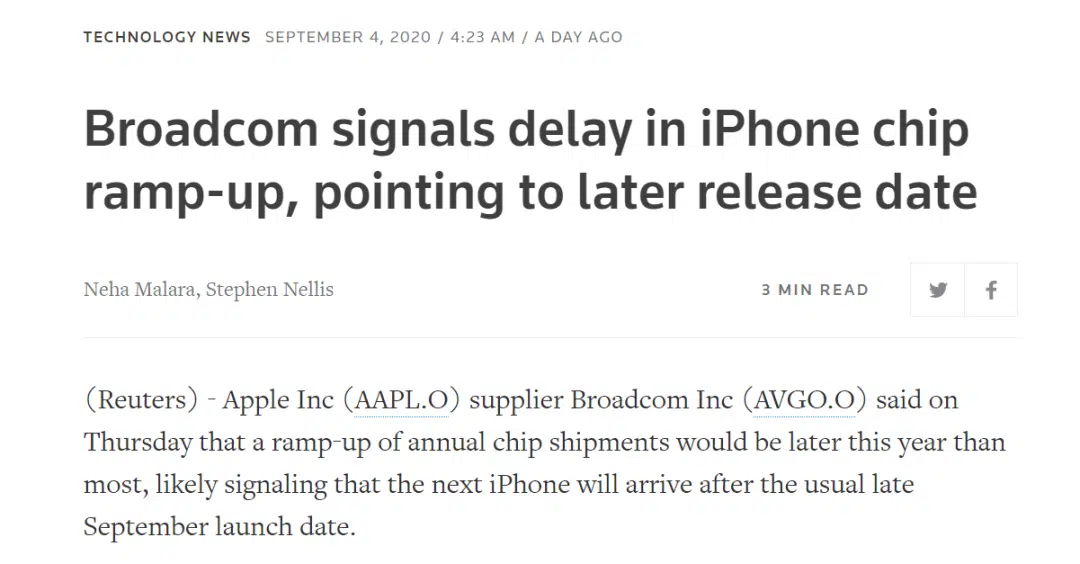 TECHNOLOGY NEWS SEPTEMBER 4, 2020 / 4:23 AM / A DAY AGO
Broadcom signals delay in iPhone chip
ramp-up, pointing to later release date
Neha Malara, Stephen Nellis 3 MIN READ
(Reuters) - Apple Inc (AAPL.O) supplier Broadcom Inc (AVGO.O) said on
Thursday that a ramp-up of annual chip shipments would be later this year than
most, likely signaling that the next iPhone will arrive after the usual late
September launch date.